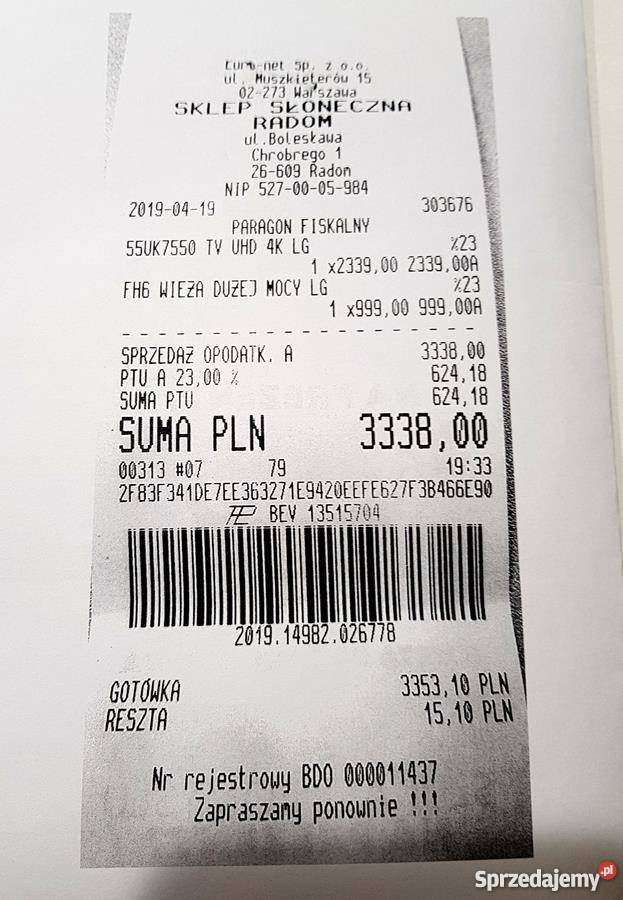 Euro-net Sp. z o.o.
ul. Muszkieterów 15
02-273 Warszawa
SKLEP SŁONECZNA
RADOM
ul.Bolesława
Chrobrego 1
26-609 Radom
NIP 527-00-05-984
2019-04-19 303676
PARAGON FISKALNY
55UK7550 TV UHD 4K LG %23
1 x2339,00 2339,00A
FH6 WIEŻA DUŻEJ MOCY LG %23
1 x999,00 999,00A
SPRZEDAŻ OPODATK. A 3338,00
PTU A 23,00 % 624,18
SUMA PTU 624,18
SUMA PLN 3338,00
00313 #07 79 19:33
2F83F341DE7EE363271E9420EEFE627F3B466E90
BEV 13515704
2019.14982.026778
GOTÓWKA 3353,10 PLN
RESZTA 15,10 PLN
Nr rejestrowy BDO 000011437
Zapraszamy ponownie !!!
Sprzedajemy.pl